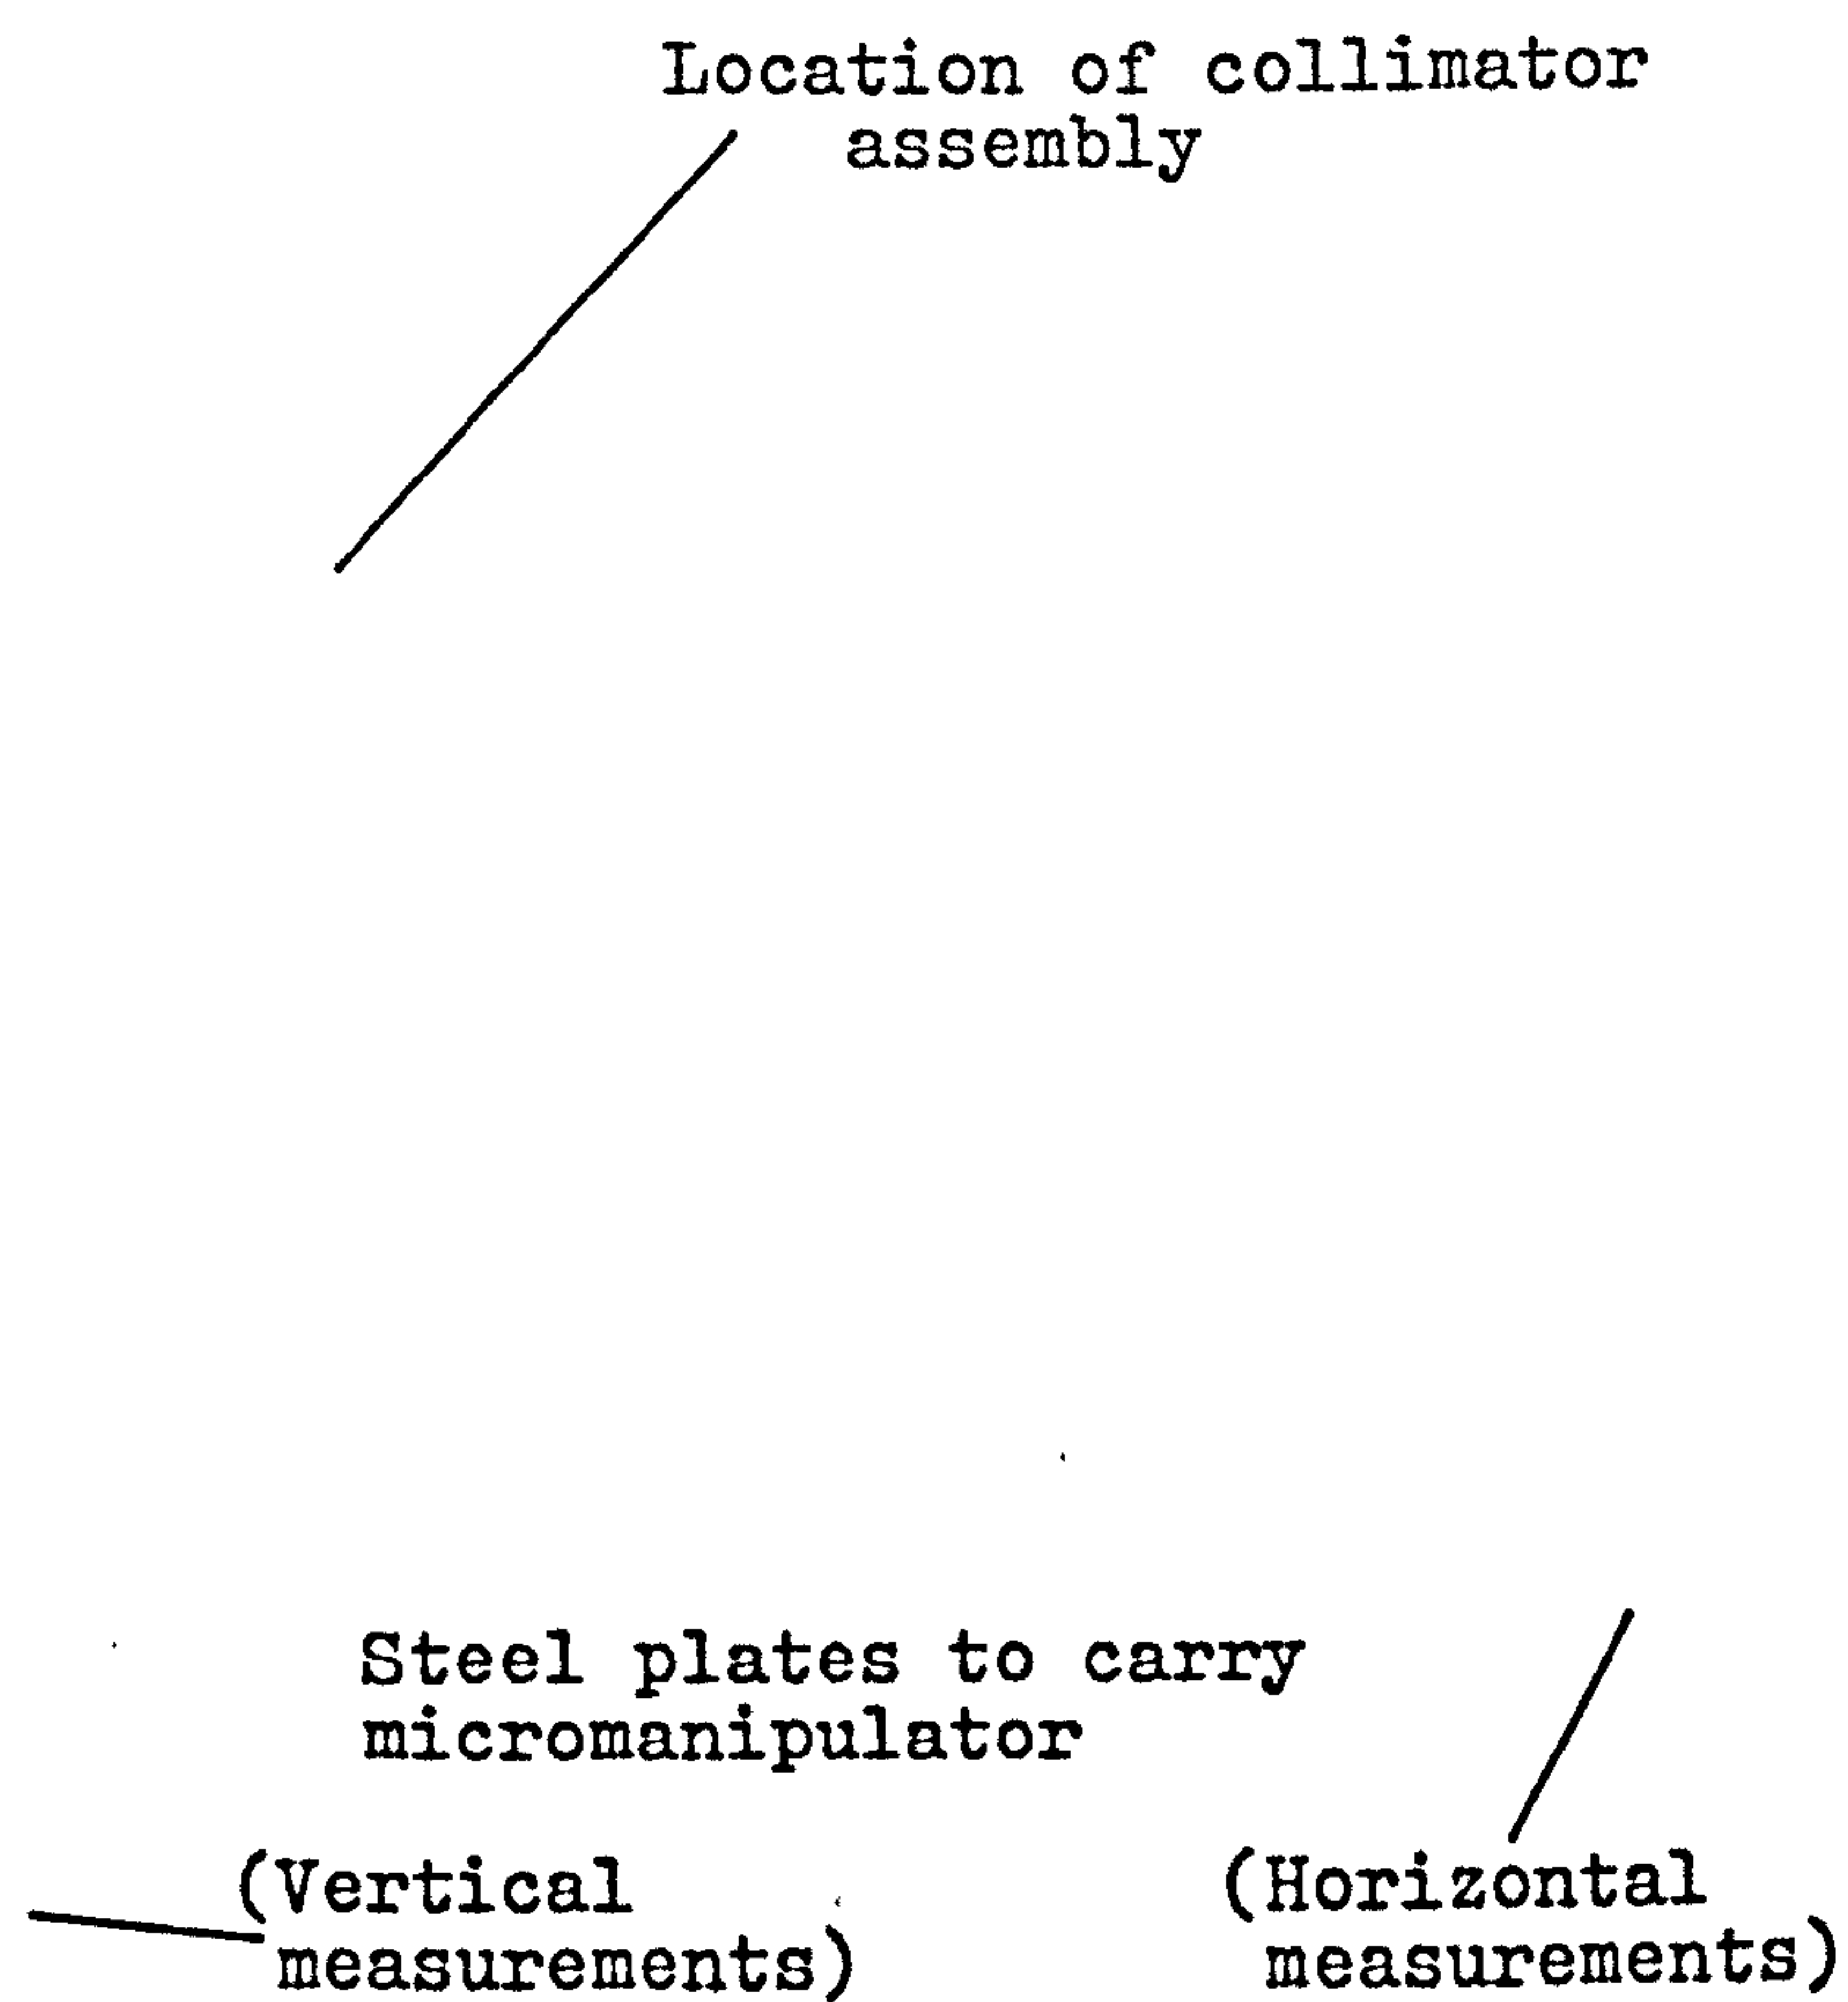 Location of collimator
assembly
Steel plates to carry
micromanipulator
(Vertical
measurements)
(Horizontal
measurements)